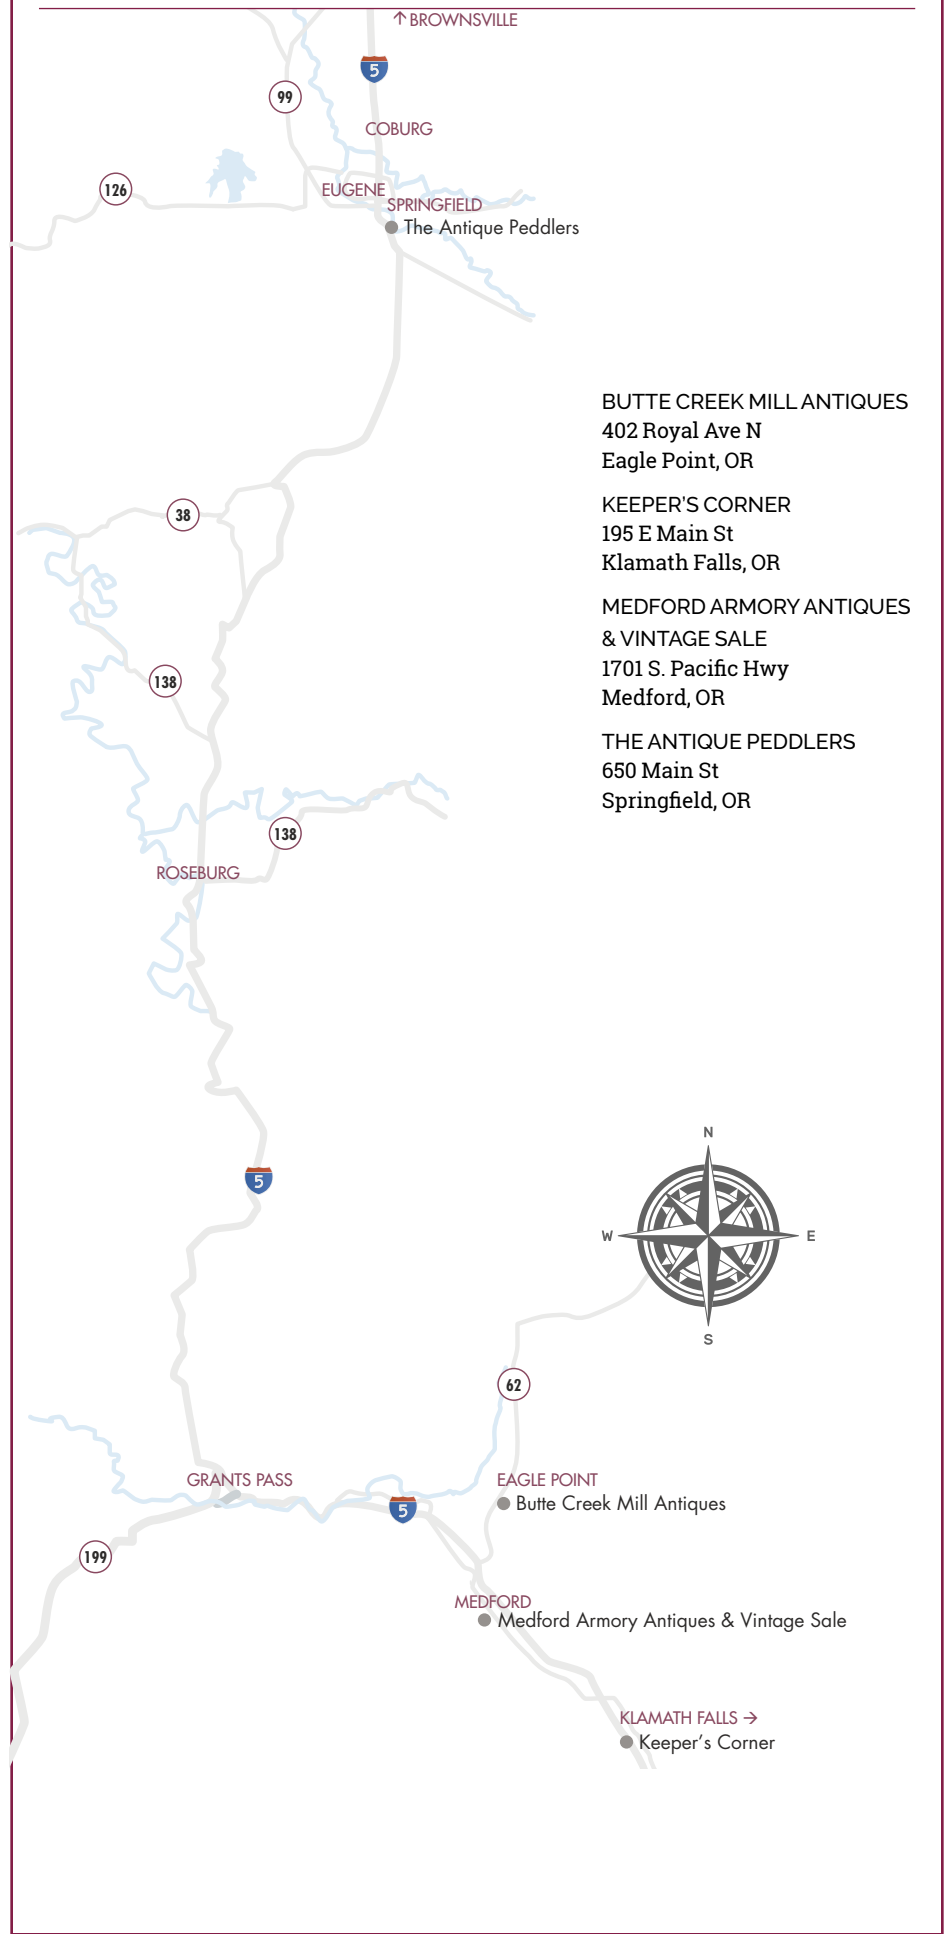 ↑ BROWNSVILLE
5
99
COBURG
126
EUGENE
SPRINGFIELD
The Antique Peddlers
BUTTE CREEK MILL ANTIQUES
402 Royal Ave N
Eagle Point, OR
KEEPER'S CORNER
195 E Main St
Klamath Falls, OR
MEDFORD ARMORY ANTIQUES
& VINTAGE SALE
1701 S. Pacific Hwy
Medford, OR
THE ANTIQUE PEDDLERS
650 Main St
Springfield, OR
38
138
138
ROSEBURG
N
5
W
E
S
62
GRANTS PASS
EAGLE POINT
5
Butte Creek Mill Antiques
199
MEDFORD
Medford Armory Antiques & Vintage Sale
KLAMATH FALLS →
Keeper's Corner